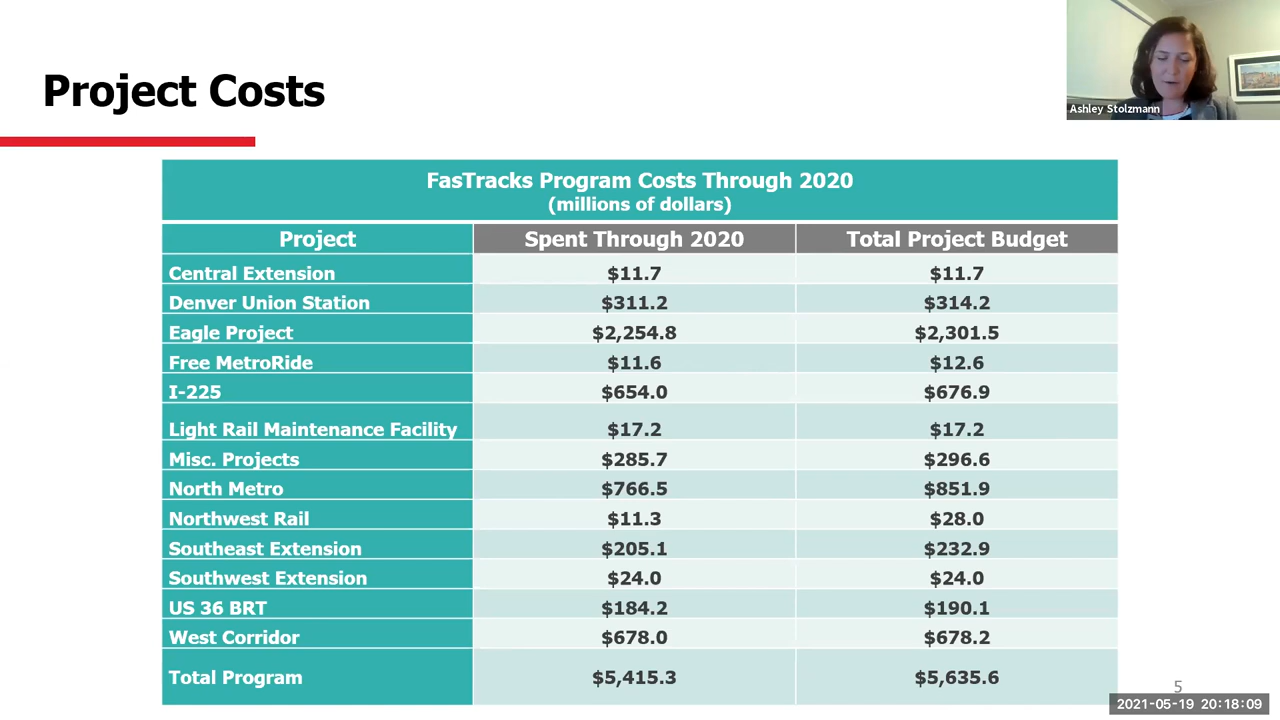 Project Costs
Ashley Stolzmann
FasTracks Program Costs Through 2020
(millions of dollars)
Project Spent Through 2020 Total Project Budget
Central Extension $11.7 $11.7
Denver Union Station $311.2 $314.2
Eagle Project $2,254.8 $2,301.5
Free MetroRide $11.6 $12.6
I-225 $654.0 $676.9
Light Rail Maintenance Facility $17.2 $17.2
Misc. Projects $285.7 $296.6
North Metro $766.5 $851.9
Northwest Rail $11.3 $28.0
Southeast Extension $205.1 $232.9
Southwest Extension $24.0 $24.0
US 36 BRT $184.2 $190.1
West Corridor $678.0 $678.2
Total Program $5,415.3 $5,635.6
5
2021-05-19 20:18:09